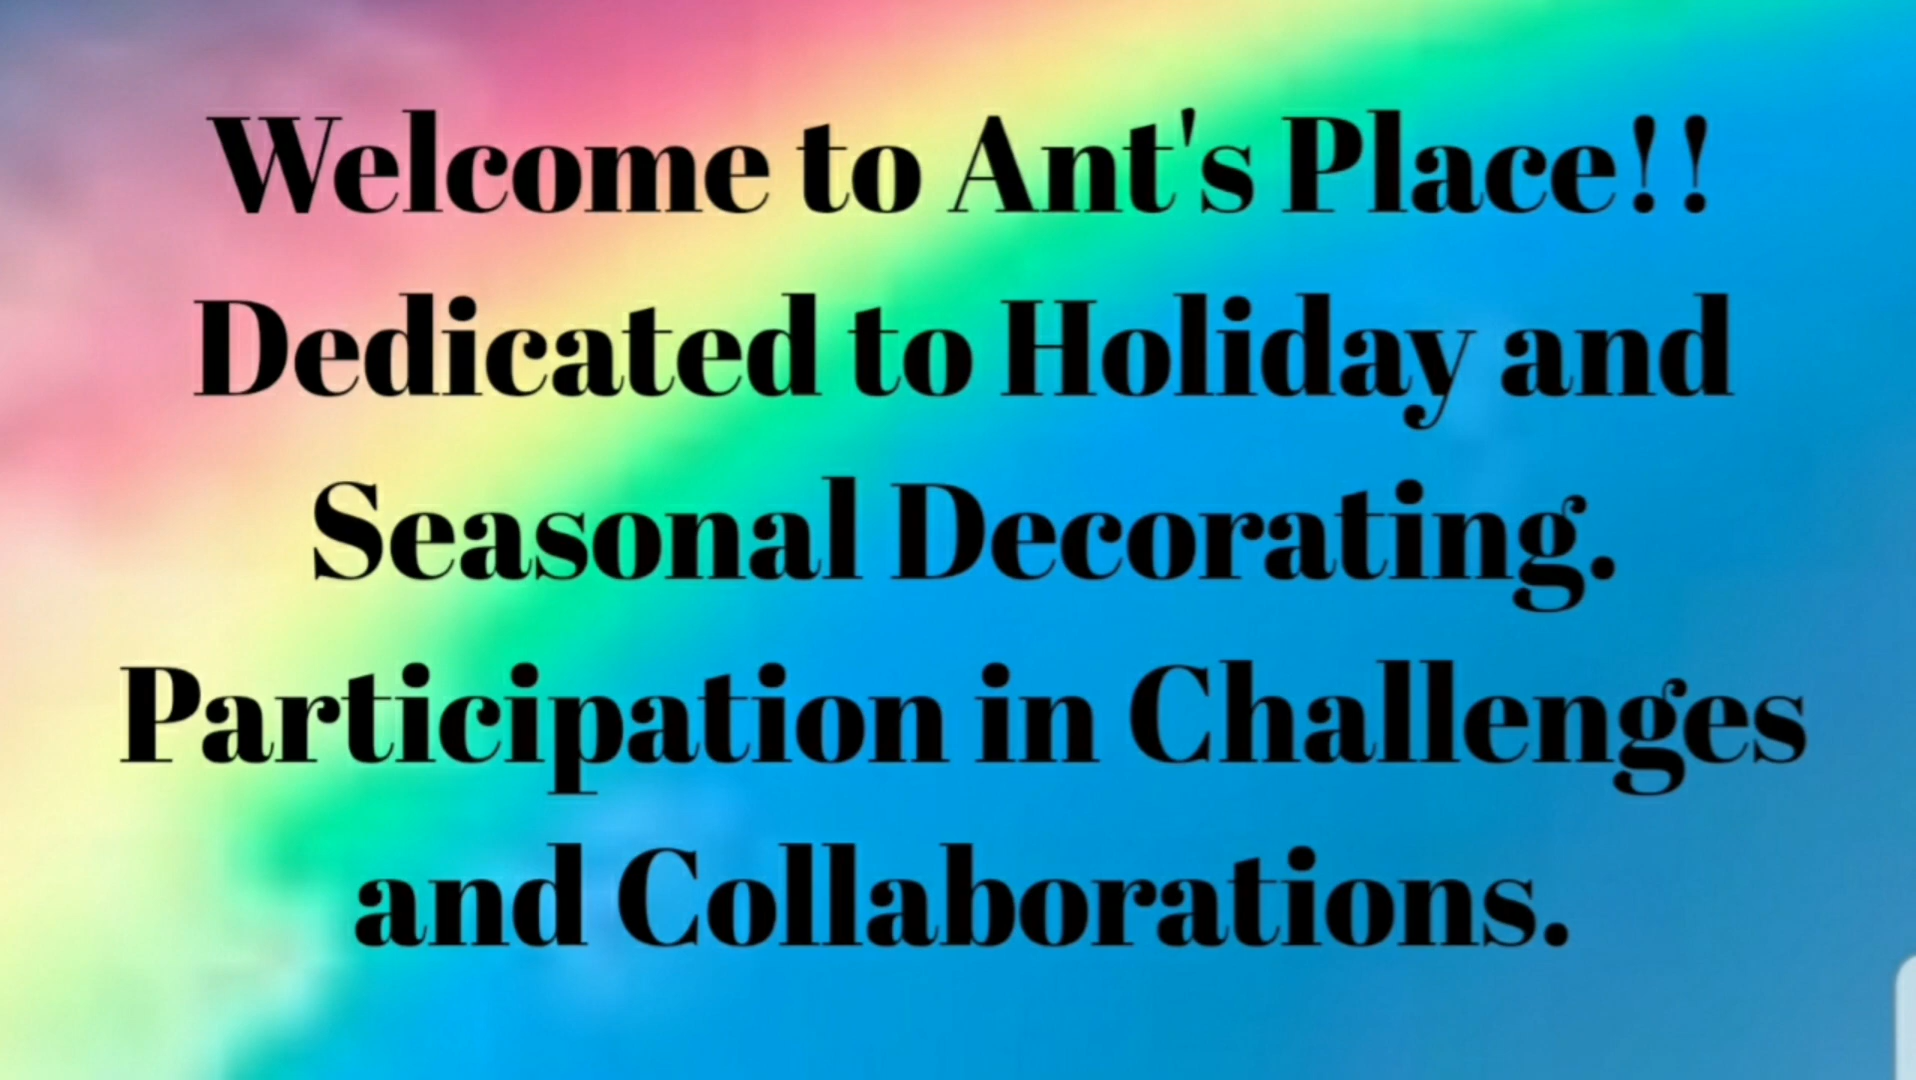 Welcome to Ant's Place!!
Dedicated to Holiday and
Seasonal Decorating.
Participation in Challenges
and Collaborations.